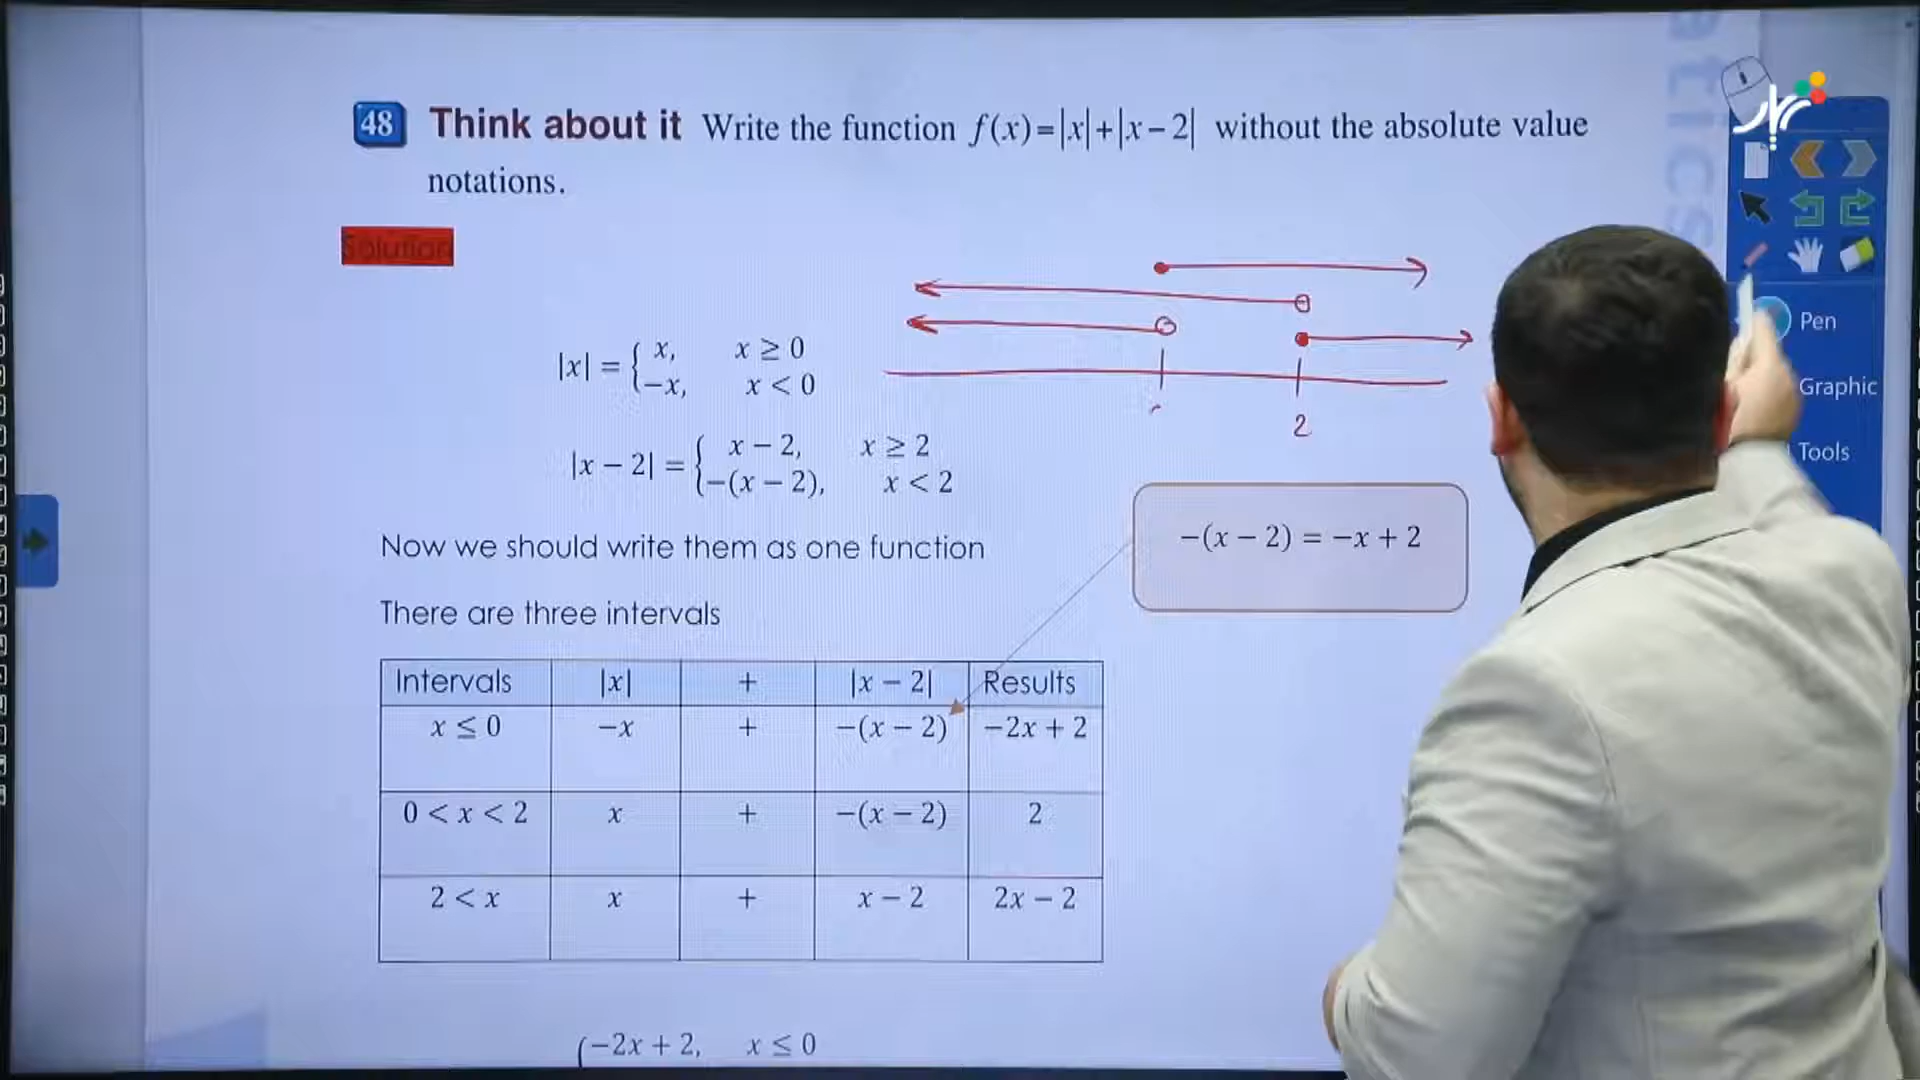 48 Think about it Write the function f(x)=|x|+|x−2| without the absolute value
notations.
Solution
|x| = { x, x ≥ 0
−x, x < 0
|x − 2| = { x − 2, x ≥ 2
−(x − 2), x < 2
2
−(x − 2) = −x + 2
Now we should write them as one function
There are three intervals
Intervals |x| + |x − 2| Results
x ≤ 0 −x + −(x − 2) −2x + 2
0 < x < 2 x + −(x − 2) 2
2 < x x + x − 2 2x − 2
−2x + 2, x ≤ 0
Pen
Graphic
Tools